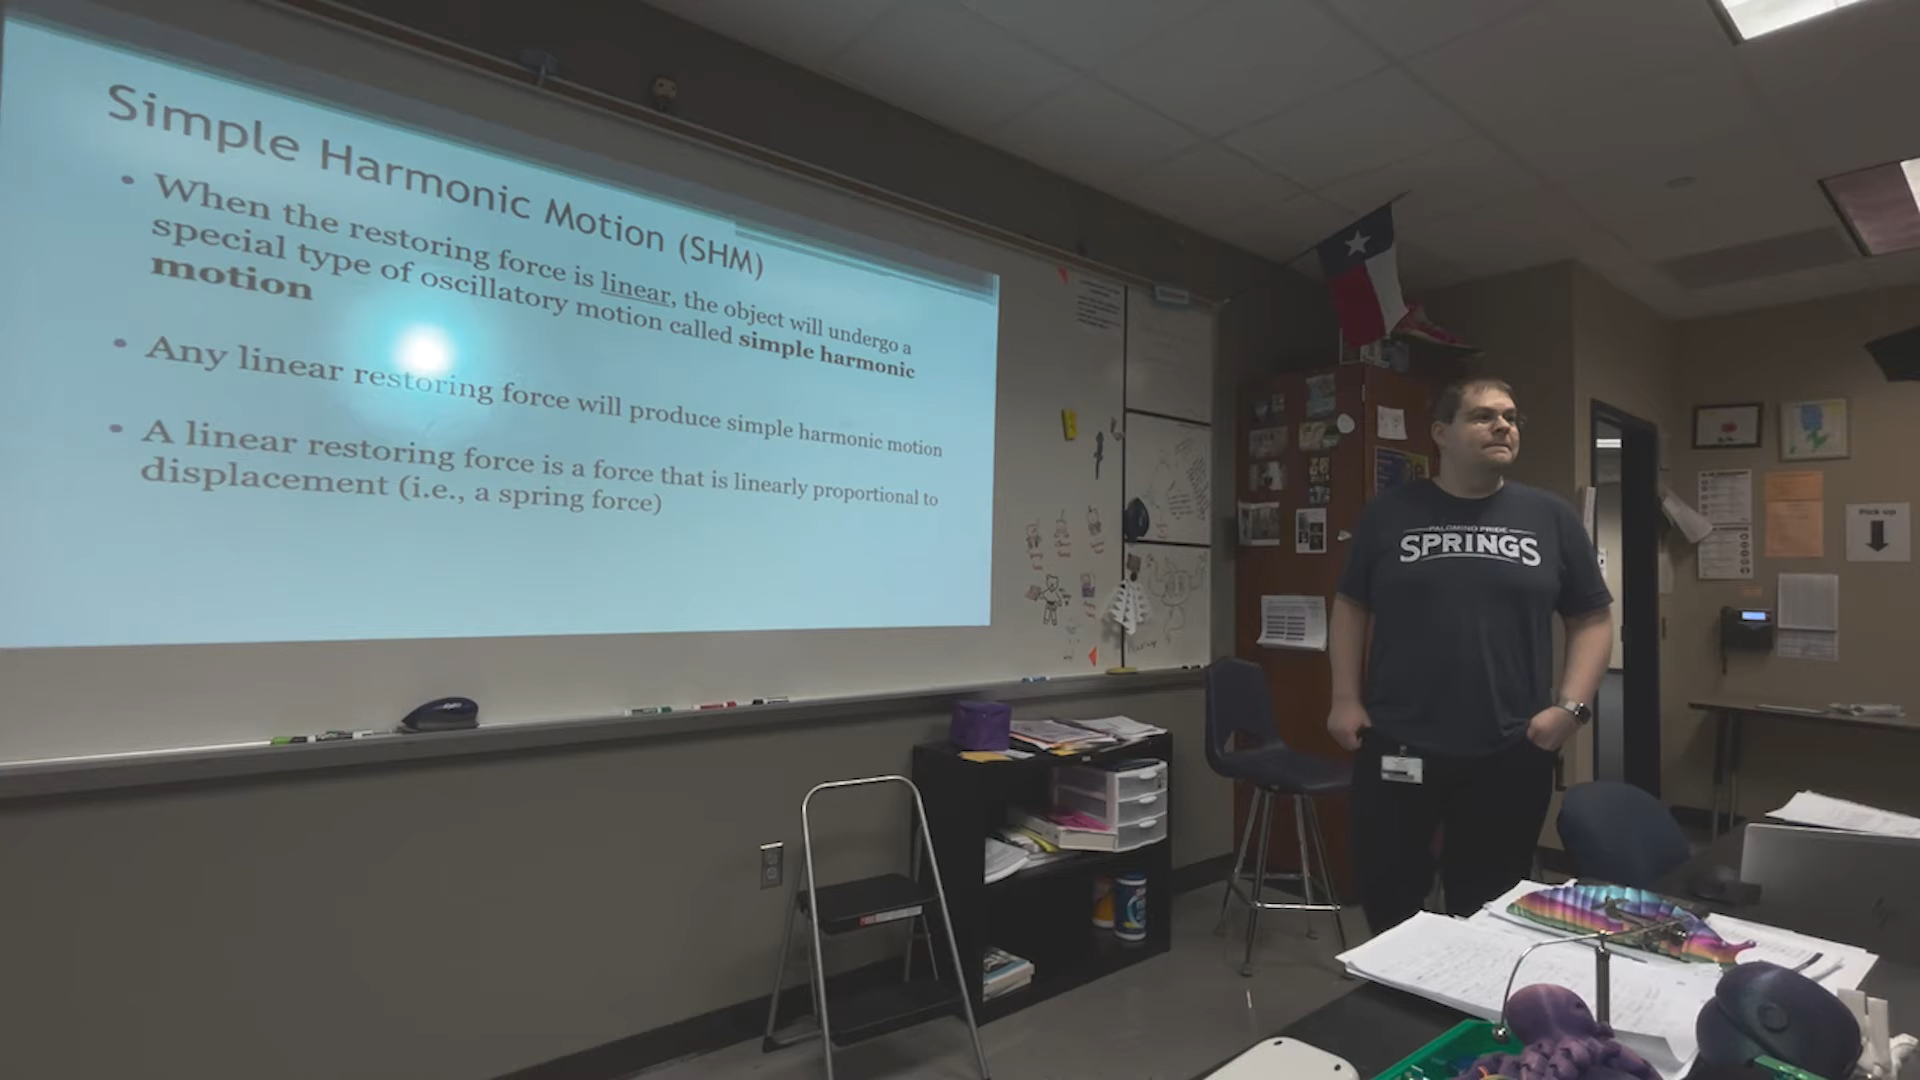 Simple Harmonic Motion (SHM)
• When the restoring force is linear, the object will undergo a
special type of oscillatory motion called simple harmonic
motion
• Any linear restoring force will produce simple harmonic motion
• A linear restoring force is a force that is linearly proportional to
displacement (i.e., a spring force)
PALOMINO PRIDE
SPRINGS
Pick up